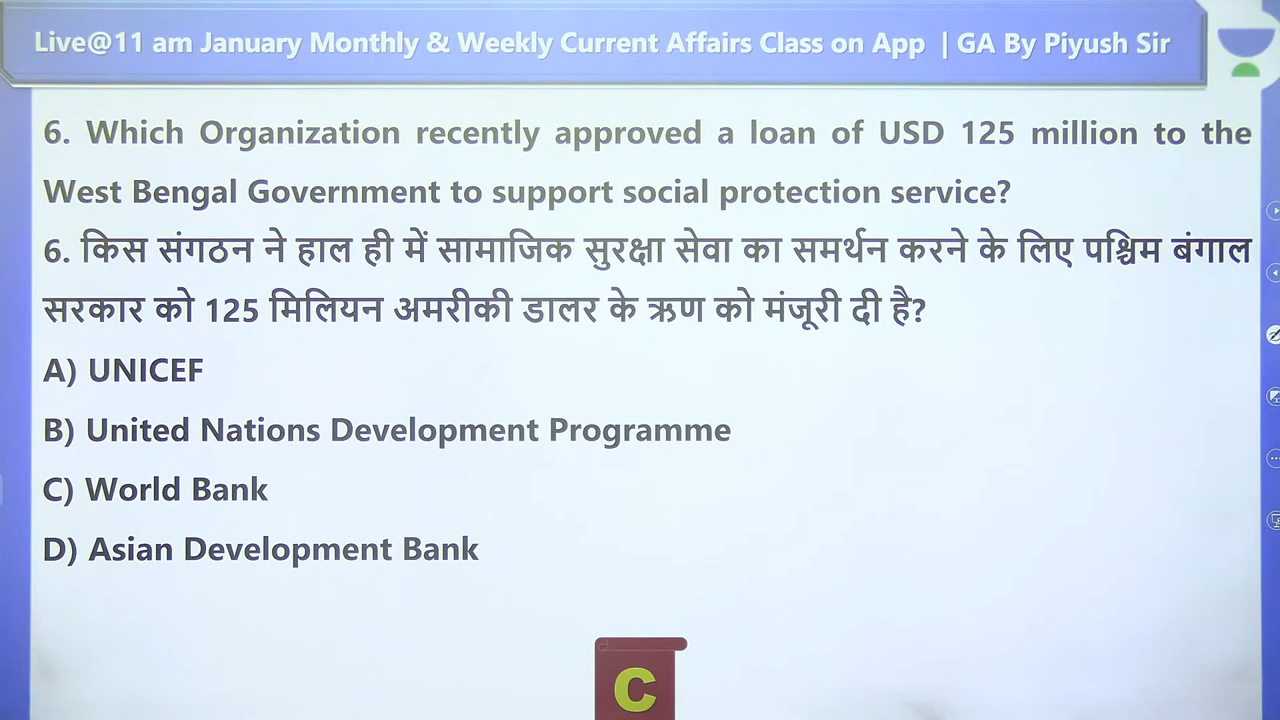 Live@11 am January Monthly & Weekly Current Affairs Class on App | GA By Piyush Sir
6. Which Organization recently approved a loan of USD 125 million to the
West Bengal Government to support social protection service?
6. किस संगठन ने हाल ही में सामाजिक सुरक्षा सेवा का समर्थन करने के लिए पश्चिम बंगाल
सरकार को 125 मिलियन अमरीकी डालर के ऋण को मंजूरी दी है?
A) UNICEF
B) United Nations Development Programme
C) World Bank
D) Asian Development Bank
C